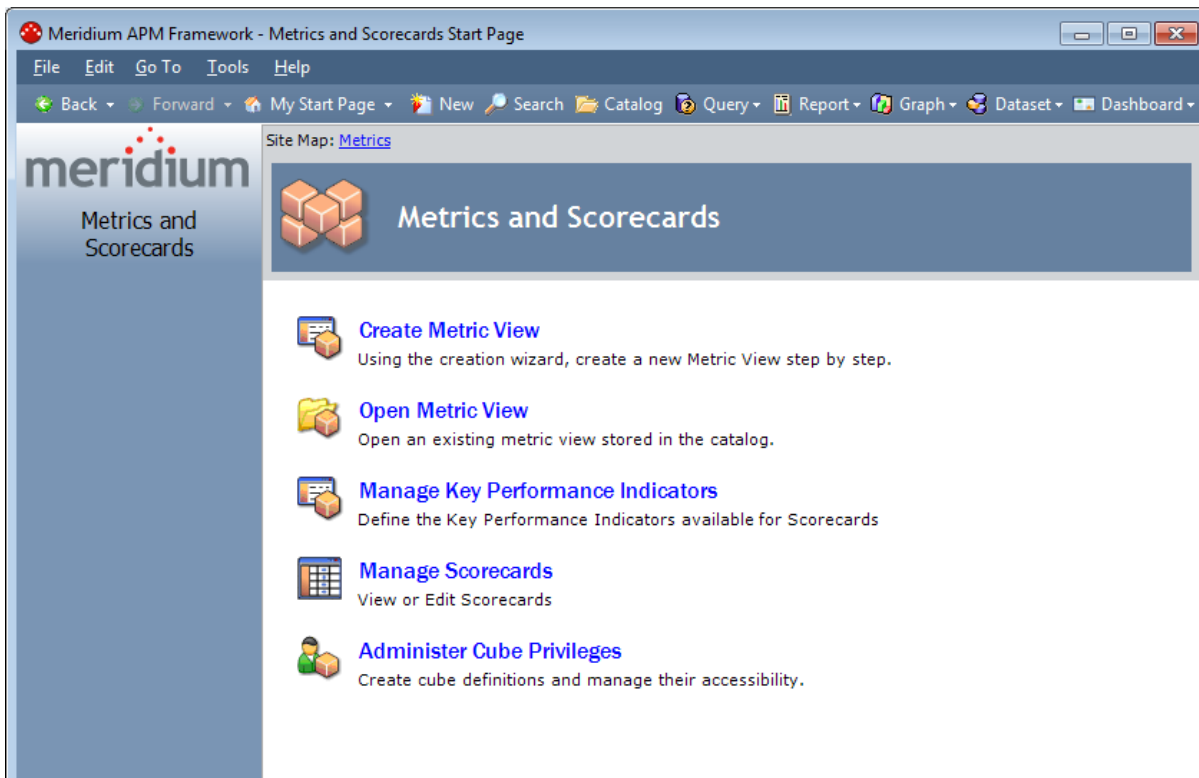 Meridium APM Framework - Metrics and Scorecards Start Page
File Edit Go To Tools Help
Back Forward My Start Page New Search Catalog Query Report Graph Dataset Dashboard
meridium
Metrics and
Scorecards
Site Map: Metrics
Metrics and Scorecards
Create Metric View
Using the creation wizard, create a new Metric View step by step.
Open Metric View
Open an existing metric view stored in the catalog.
Manage Key Performance Indicators
Define the Key Performance Indicators available for Scorecards
Manage Scorecards
View or Edit Scorecards
Administer Cube Privileges
Create cube definitions and manage their accessibility.